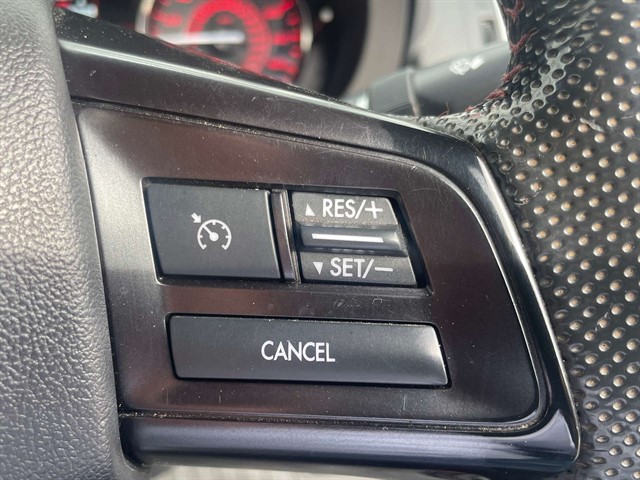 ▲ RES/+
▼ SET/−
CANCEL